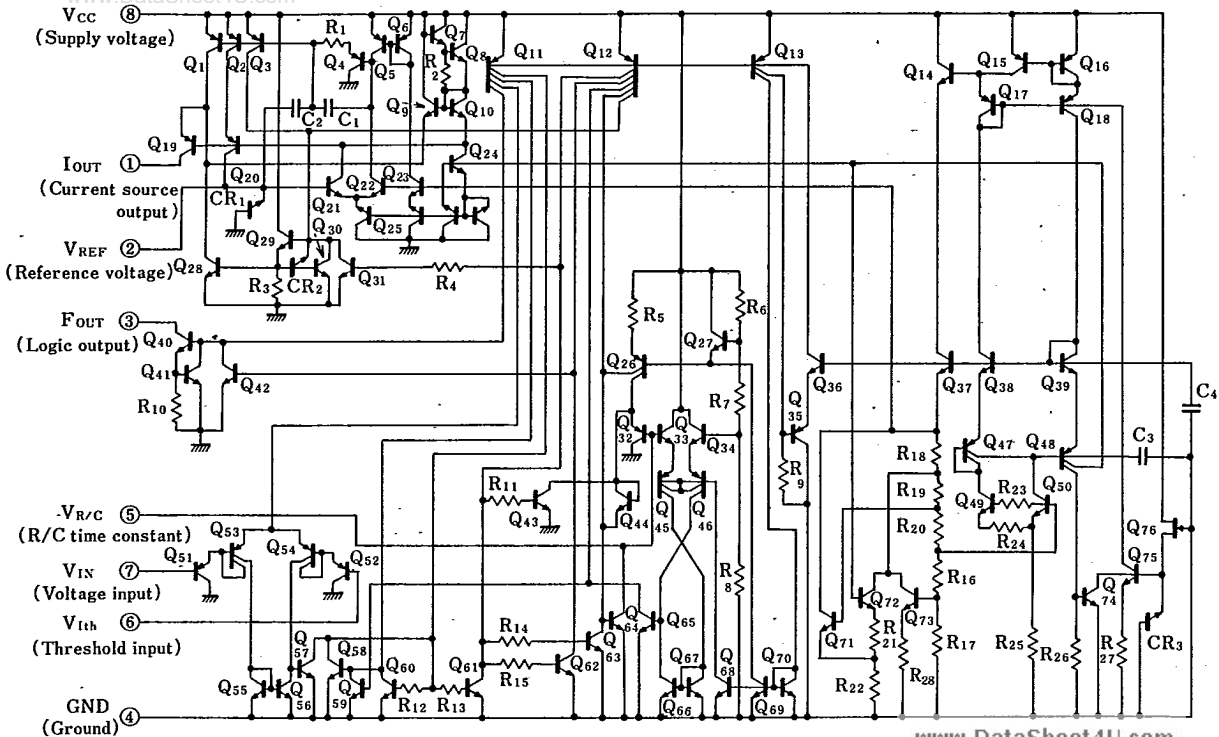 www.DataSheet4U.com
VCC ⑧
(Supply voltage)
IOUT ①
(Current source
output)
VREF ②
(Reference voltage)
FOUT ③
(Logic output)
VR/C ⑤
(R/C time constant)
VIN ⑦
(Voltage input)
VIth ⑥
(Threshold input)
GND ④
(Ground)
Q1 Q2 Q3 R1 Q4 Q5 Q6 Q7 Q8 R2 Q11 Q12 Q13 Q14 Q15 Q16
C2 C1 Q9 Q10 Q17 Q18
Q19 Q20 Q24
CR1 Q21 Q22 Q23 Q25
Q28 Q29 Q30 R3 CR2 Q31 R4
Q40 Q41 Q42 R10
R5 R6 Q27 Q26 R7
Q32 Q33 Q34 Q35 Q36 Q37 Q38 Q39 C4
R9 R18 Q47 Q48 C3
R11 Q43 Q44 Q45 Q46 R19 R20 Q49 R23 Q50 R24
Q53 Q54 Q51 Q52 R8 R16 Q76 Q75
Q72 Q73 Q71 R21 R17 Q74
Q57 Q58 R14 Q64 Q65 R25 R26 R27 CR3
Q55 Q56 Q59 Q60 R12 R13 Q61 R15 Q62 Q63 Q67 Q66 Q68 Q70 Q69 R22 R28
www.DataSheet4U.com